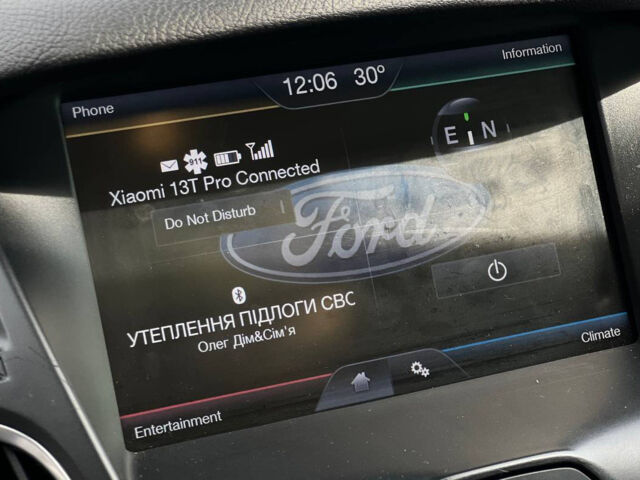 Information
12:06 30°
Phone
911
E N
Xiaomi 13T Pro Connected
Do Not Disturb
Ford
УТЕПЛЕННЯ ПІДЛОГИ СВС
Олег Дім&Сім'я
Climate
Entertainment